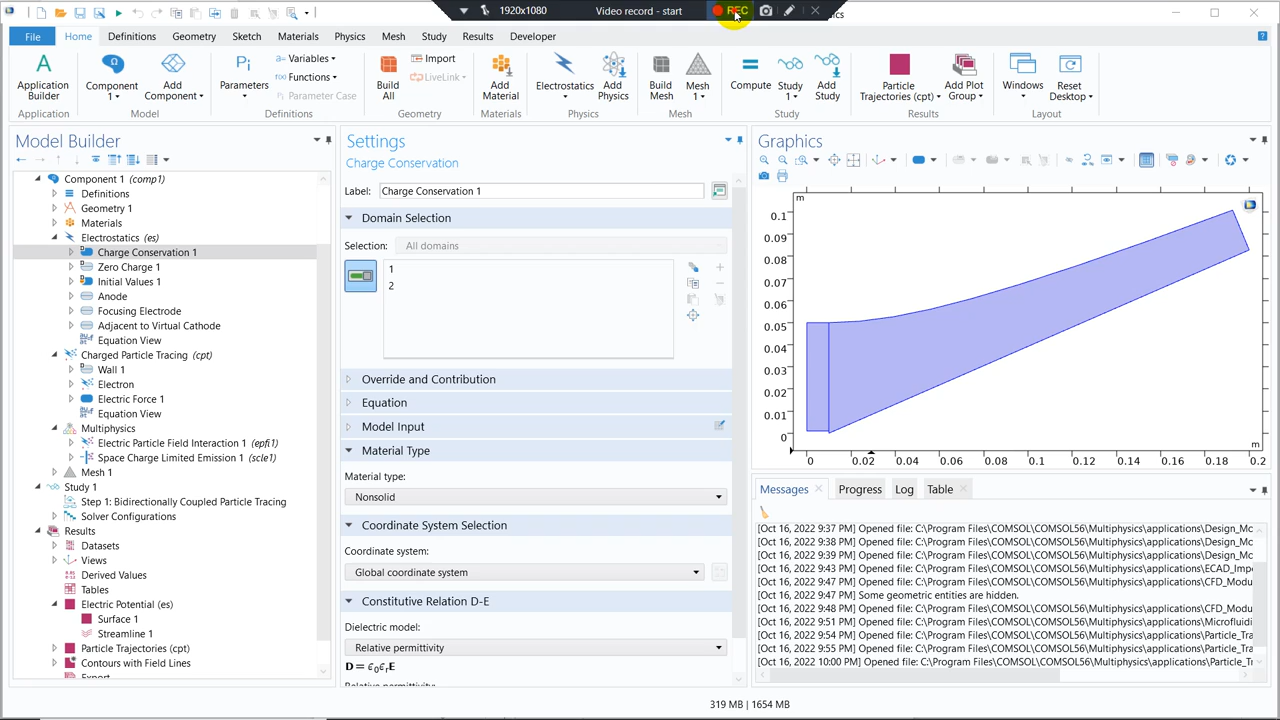 1920x1080
Video record - start
REC
File
Home
Definitions
Geometry
Sketch
Materials
Physics
Mesh
Study
Results
Developer
Application
Builder
Component
1
Add
Component
Pi
Parameters
Variables
Functions
Parameter Case
Build
All
Import
LiveLink
Add
Material
Electrostatics
Add
Physics
Build
Mesh
Mesh
1
Compute
Study
1
Add
Study
Particle
Trajectories (cpt)
Add Plot
Group
Windows
Reset
Desktop
Application
Model
Definitions
Geometry
Materials
Physics
Mesh
Study
Results
Layout
Model Builder
Component 1 (comp1)
Definitions
Geometry 1
Materials
Electrostatics (es)
Charge Conservation 1
Zero Charge 1
Initial Values 1
Anode
Focusing Electrode
Adjacent to Virtual Cathode
Equation View
Charged Particle Tracing (cpt)
Wall 1
Electron
Electric Force 1
Equation View
Multiphysics
Electric Particle Field Interaction 1 (epfi1)
Space Charge Limited Emission 1 (scle1)
Mesh 1
Study 1
Step 1: Bidirectionally Coupled Particle Tracing
Solver Configurations
Results
Datasets
Views
Derived Values
Tables
Electric Potential (es)
Surface 1
Streamline 1
Particle Trajectories (cpt)
Contours with Field Lines
Export
Settings
Charge Conservation
Label: Charge Conservation 1
Domain Selection
Selection: All domains
1
2
Override and Contribution
Equation
Model Input
Material Type
Material type:
Nonsolid
Coordinate System Selection
Coordinate system:
Global coordinate system
Constitutive Relation D-E
Dielectric model:
Relative permittivity
D = ϵ0ϵrE
Graphics
m
0.1
0.09
0.08
0.07
0.06
0.05
0.04
0.03
0.02
0.01
0
m
0 0.02 0.04 0.06 0.08 0.1 0.12 0.14 0.16 0.18 0.2
Messages
Progress
Log
Table
[Oct 16, 2022 9:37 PM] Opened file: C:\Program Files\COMSOL\COMSOL56\Multiphysics\applications\Design_Mo
[Oct 16, 2022 9:38 PM] Opened file: C:\Program Files\COMSOL\COMSOL56\Multiphysics\applications\Design_Mo
[Oct 16, 2022 9:39 PM] Opened file: C:\Program Files\COMSOL\COMSOL56\Multiphysics\applications\Design_Mo
[Oct 16, 2022 9:43 PM] Opened file: C:\Program Files\COMSOL\COMSOL56\Multiphysics\applications\ECAD_Impo
[Oct 16, 2022 9:47 PM] Opened file: C:\Program Files\COMSOL\COMSOL56\Multiphysics\applications\CFD_Modu
[Oct 16, 2022 9:47 PM] Some geometric entities are hidden.
[Oct 16, 2022 9:48 PM] Opened file: C:\Program Files\COMSOL\COMSOL56\Multiphysics\applications\CFD_Modu
[Oct 16, 2022 9:51 PM] Opened file: C:\Program Files\COMSOL\COMSOL56\Multiphysics\applications\Microfluidi
[Oct 16, 2022 9:54 PM] Opened file: C:\Program Files\COMSOL\COMSOL56\Multiphysics\applications\Particle_Tra
[Oct 16, 2022 9:55 PM] Opened file: C:\Program Files\COMSOL\COMSOL56\Multiphysics\applications\Particle_Tra
[Oct 16, 2022 10:00 PM] Opened file: C:\Program Files\COMSOL\COMSOL56\Multiphysics\applications\Particle_T
319 MB | 1654 MB